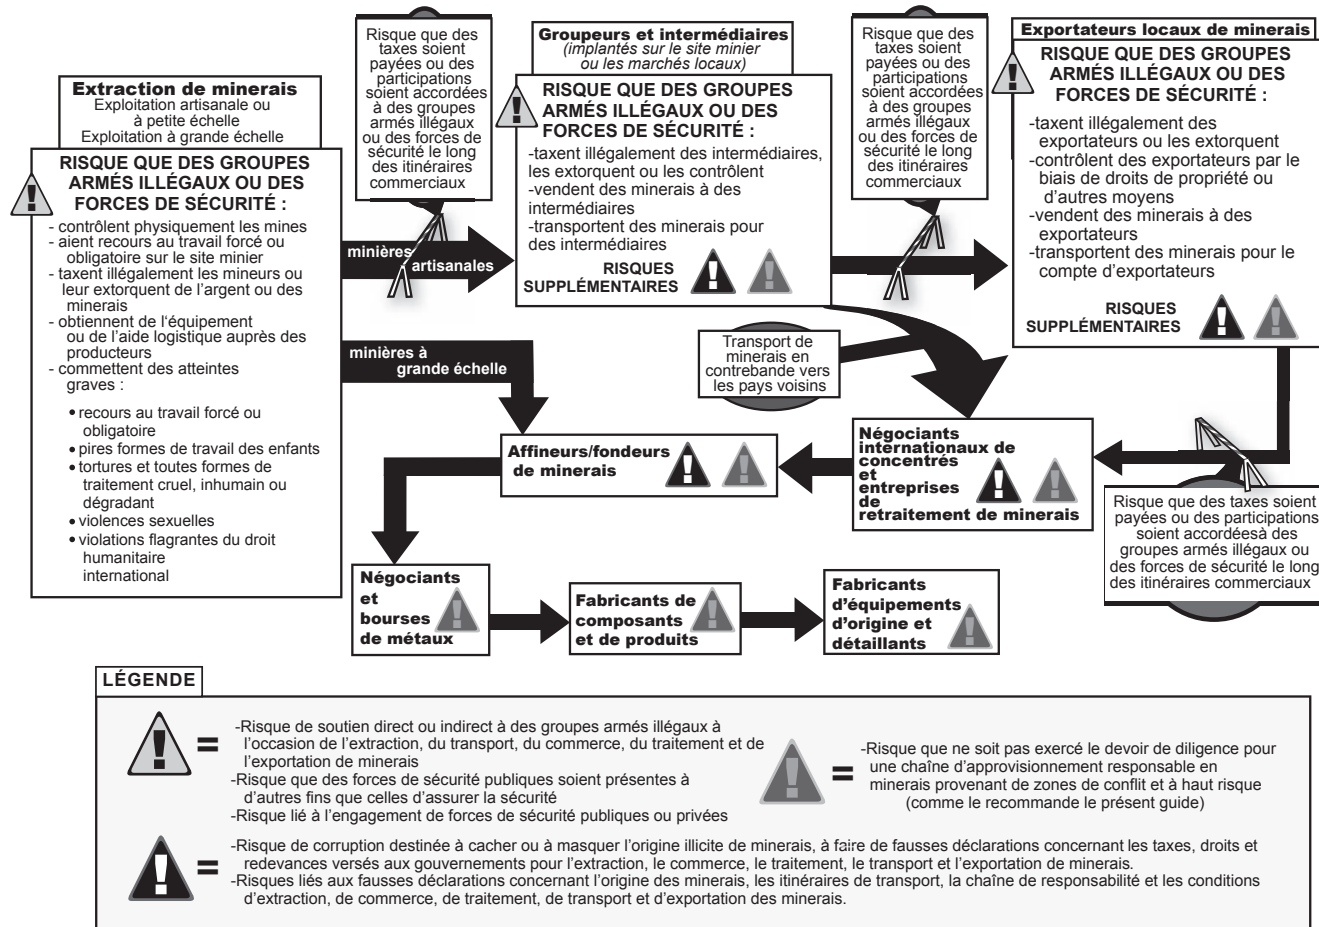 Extraction de minerais
Exploitation artisanale ou
à petite échelle
Exploitation à grande échelle
RISQUE QUE DES GROUPES
ARMÉS ILLÉGAUX OU DES
FORCES DE SÉCURITÉ :
- contrôlent physiquement les mines
- aient recours au travail forcé ou
obligatoire sur le site minier
- taxent illégalement les mineurs ou
leur extorquent de l'argent ou des
minerais
- obtiennent de l'équipement
ou de l'aide logistique auprès des
producteurs
- commettent des atteintes
graves :
• recours au travail forcé ou
obligatoire
• pires formes de travail des enfants
• tortures et toutes formes de
traitement cruel, inhumain ou
dégradant
• violences sexuelles
• violations flagrantes du droit
humanitaire
international
Risque que des
taxes soient
payées ou des
participations
soient accordées
à des groupes
armés illégaux
ou des forces de
sécurité le long
des itinéraires
commerciaux
minières
artisanales
minières à
grande échelle
Groupeurs et intermédiaires
(implantés sur le site minier
ou les marchés locaux)
RISQUE QUE DES GROUPES
ARMÉS ILLÉGAUX OU DES
FORCES DE SÉCURITÉ :
-taxent illégalement des intermédiaires,
les extorquent ou les contrôlent
-vendent des minerais à des
intermédiaires
-transportent des minerais pour
des intermédiaires
RISQUES
SUPPLÉMENTAIRES
Risque que des
taxes soient
payées ou des
participations
soient accordées
à des groupes
armés illégaux
ou des forces de
sécurité le long
des itinéraires
commerciaux
Exportateurs locaux de minerais
RISQUE QUE DES GROUPES
ARMÉS ILLÉGAUX OU DES
FORCES DE SÉCURITÉ :
-taxent illégalement des
exportateurs ou les extorquent
-contrôlent des exportateurs par le
biais de droits de propriété ou
d'autres moyens
-vendent des minerais à des
exportateurs
-transportent des minerais pour le
compte d'exportateurs
RISQUES
SUPPLÉMENTAIRES
Transport de
minerais en
contrebande vers
les pays voisins
Risque que des taxes soient
payées ou des participations
soient accordéesà des
groupes armés illégaux ou
des forces de sécurité le long
des itinéraires commerciaux
Négociants
internationaux de
concentrés
et
entreprises
de
retraitement de minerais
Affineurs/fondeurs
de minerais
Négociants
et
bourses
de métaux
Fabricants de
composants
et de produits
Fabricants
d'équipements
d'origine et
détaillants
LÉGENDE
=
-Risque de soutien direct ou indirect à des groupes armés illégaux à
l'occasion de l'extraction, du transport, du commerce, du traitement et de
l'exportation de minerais
-Risque que des forces de sécurité publiques soient présentes à
d'autres fins que celles d'assurer la sécurité
-Risque lié à l'engagement de forces de sécurité publiques ou privées
=
-Risque que ne soit pas exercé le devoir de diligence pour
une chaîne d'approvisionnement responsable en
minerais provenant de zones de conflit et à haut risque
(comme le recommande le présent guide)
=
-Risque de corruption destinée à cacher ou à masquer l'origine illicite de minerais, à faire de fausses déclarations concernant les taxes, droits et
redevances versés aux gouvernements pour l'extraction, le commerce, le traitement, le transport et l'exportation de minerais.
-Risques liés aux fausses déclarations concernant l'origine des minerais, les itinéraires de transport, la chaîne de responsabilité et les conditions
d'extraction, de commerce, de traitement, de transport et d'exportation des minerais.